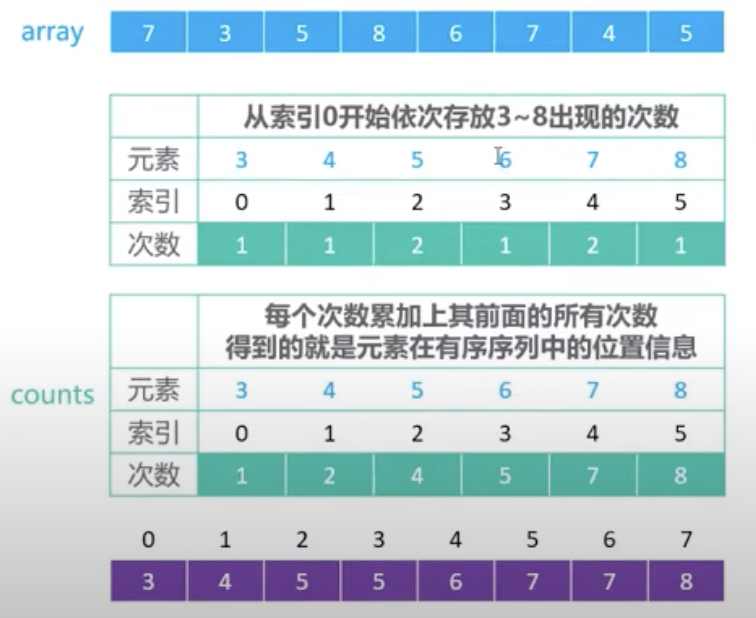 array 7 3 5 8 6 7 4 5
从索引0开始依次存放3~8出现的次数
元素 3 4 5 6 7 8
索引 0 1 2 3 4 5
次数 1 1 2 1 2 1
每个次数累加上其前面的所有次数
得到的就是元素在有序序列中的位置信息
counts 元素 3 4 5 6 7 8
索引 0 1 2 3 4 5
次数 1 2 4 5 7 8
0 1 2 3 4 5 6 7
3 4 5 5 6 7 7 8